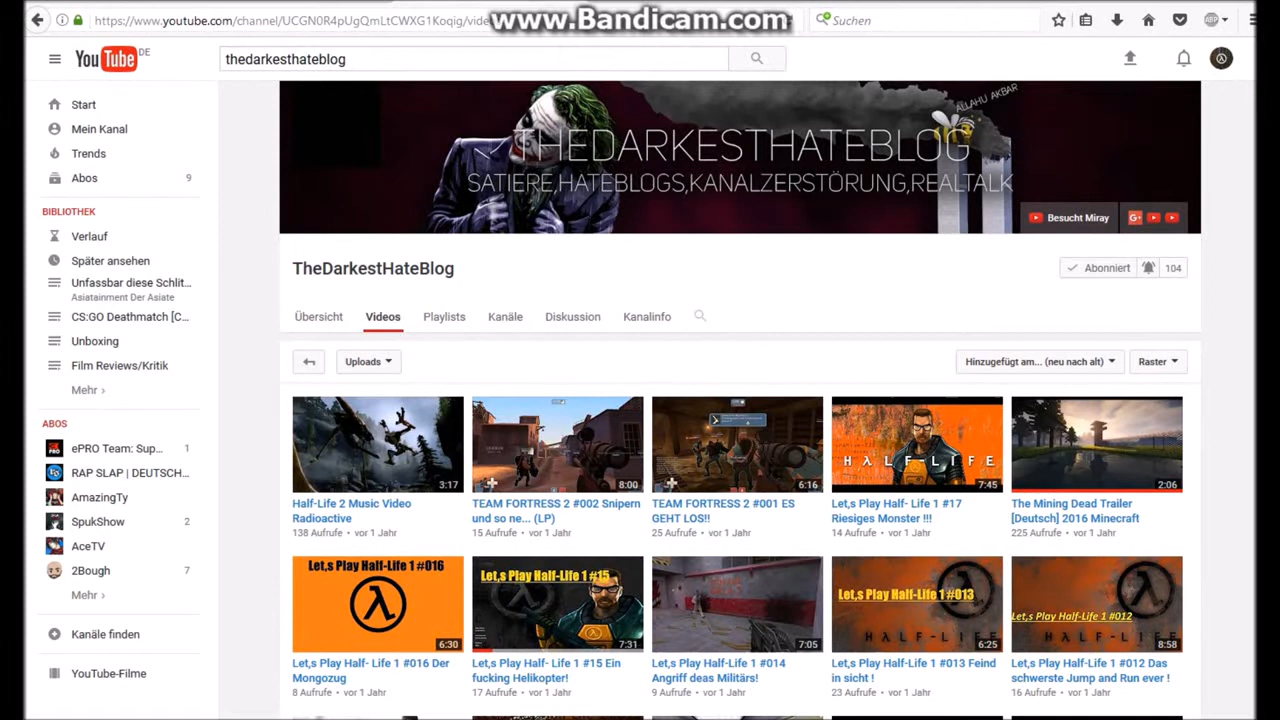 https://www.youtube.com/channel/UCGN0R4pUgQmLtCWXG1Koqig/vide
www.Bandicam.com
Suchen
ABP
YouTube DE
thedarkesthateblog
Start
Mein Kanal
Trends
Abos 9
BIBLIOTHEK
Verlauf
Später ansehen
Unfassbar diese Schlit...
Asiatainment Der Asiate
CS:GO Deathmatch [C...
Unboxing
Film Reviews/Kritik
Mehr ›
ABOS
ePRO Team: Sup... 1
RAP SLAP | DEUTSCH...
AmazingTy
SpukShow 2
AceTV
2Bough 7
Mehr ›
Kanäle finden
YouTube-Filme
ALLAHU AKBAR
THEDARKESTHATEBLOG
SATIERE,HATEBLOGS,KANALZERSTÖRUNG,REALTALK
Besucht Miray
G+
TheDarkestHateBlog
Abonniert 104
Übersicht
Videos
Playlists
Kanäle
Diskussion
Kanalinfo
Uploads
Hinzugefügt am... (neu nach alt)
Raster
3:17
Half-Life 2 Music Video
Radioactive
138 Aufrufe • vor 1 Jahr
8:00
TEAM FORTRESS 2 #002 Snipern
und so ne... (LP)
15 Aufrufe • vor 1 Jahr
6:16
TEAM FORTRESS 2 #001 ES
GEHT LOS!!
25 Aufrufe • vor 1 Jahr
HALF-LIFE
7:45
Let,s Play Half- Life 1 #17
Riesiges Monster !!!
14 Aufrufe • vor 1 Jahr
2:06
The Mining Dead Trailer
[Deutsch] 2016 Minecraft
225 Aufrufe • vor 1 Jahr
Let,s Play Half-Life 1 #016
6:30
Let,s Play Half- Life 1 #016 Der
Mongozug
8 Aufrufe • vor 1 Jahr
Let,s Play Half-Life 1 #15
7:31
Let,s Play Half- Life 1 #15 Ein
fucking Helikopter!
17 Aufrufe • vor 1 Jahr
7:05
Let,s Play Half-Life 1 #014
Angriff deas Militärs!
9 Aufrufe • vor 1 Jahr
Let,s Play Half-Life 1 #013
HALF-LIFE
6:25
Let,s Play Half-Life 1 #013 Feind
in sicht !
23 Aufrufe • vor 1 Jahr
Let,s Play Half-Life 1 #012
HALF-LIFE
8:58
Let,s Play Half-Life 1 #012 Das
schwerste Jump and Run ever !
16 Aufrufe • vor 1 Jahr